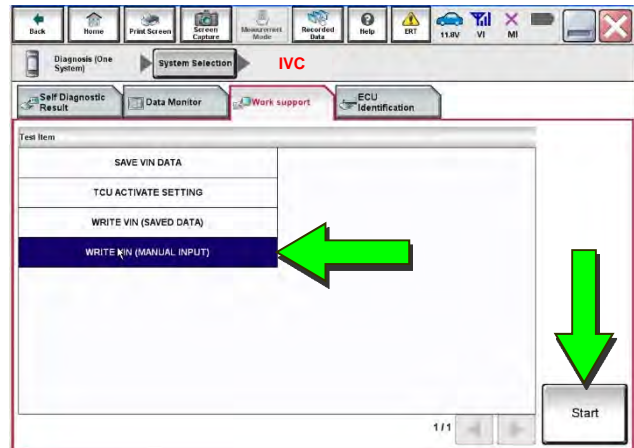 Back Home Print Screen Screen Capture Measurement Mode Recorded Data Help ERT 11.8V VI MI
Diagnosis (One System) System Selection IVC
Self Diagnostic Result Data Monitor Work support ECU Identification
Test Item
SAVE VIN DATA
TCU ACTIVATE SETTING
WRITE VIN (SAVED DATA)
WRITE VIN (MANUAL INPUT)
Start
1/1